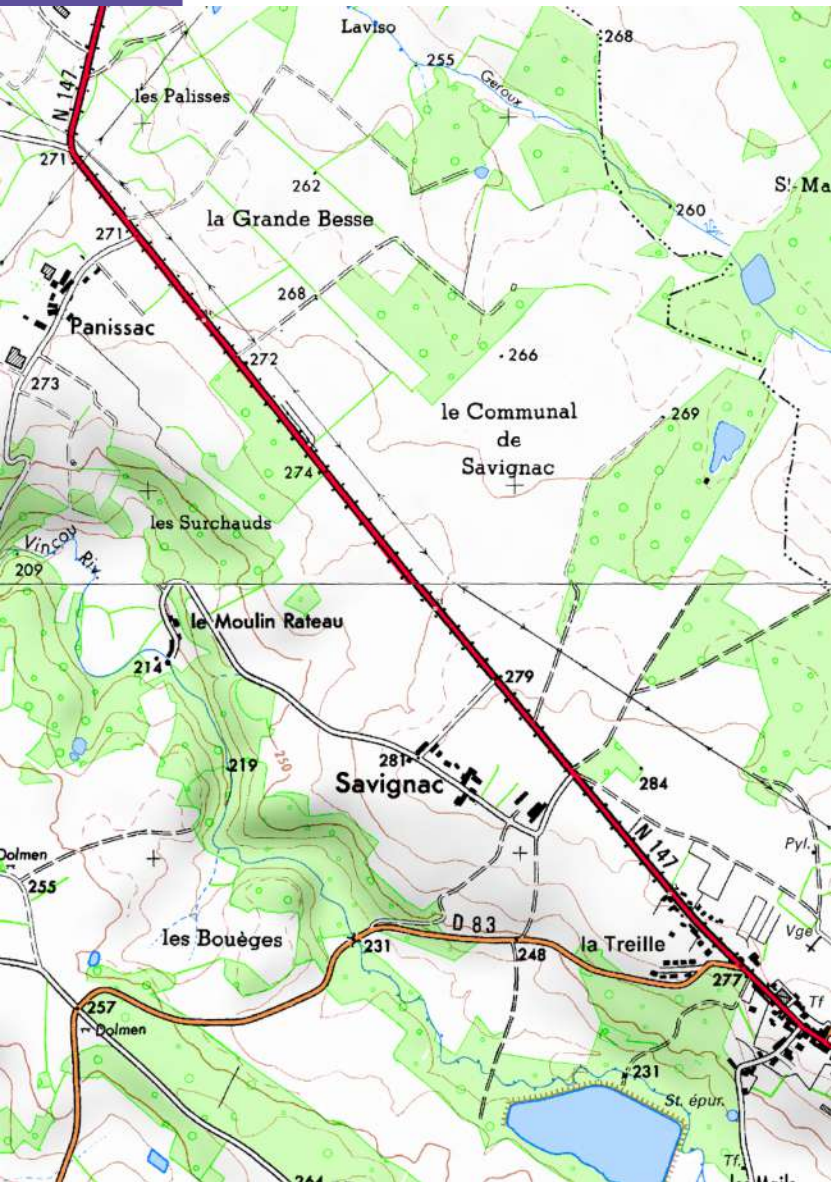 Laviso
268
255
Geroux
N 147
les Palisses
271
262
S!-Ma
260
la Grande Besse
271
268
Panissac
272
266
273
le Communal
de
Savignac
269
274
les Surchauds
Vincou Riv.
209
le Moulin Rateau
214
279
281
219
250
Savignac
284
N 147
Pyl.
Dolmen
255
D 83
les Bouèges
231
248
la Treille
Vge
277
Tf
257
Dolmen
231
St. épur.
Tf.
264